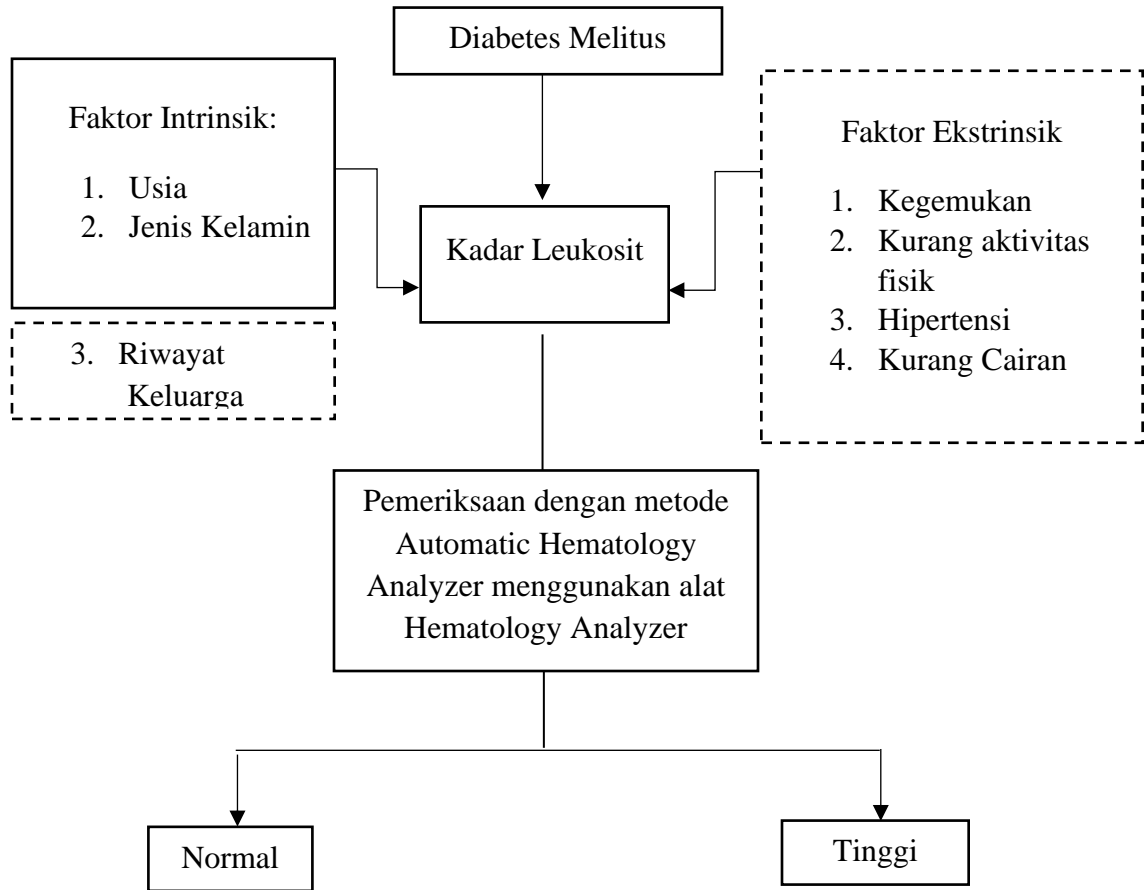 Diabetes Melitus
Faktor Intrinsik:
1. Usia
2. Jenis Kelamin
3. Riwayat
Keluarga
Kadar Leukosit
Faktor Ekstrinsik
1. Kegemukan
2. Kurang aktivitas
fisik
3. Hipertensi
4. Kurang Cairan
Pemeriksaan dengan metode
Automatic Hematology
Analyzer menggunakan alat
Hematology Analyzer
Normal
Tinggi